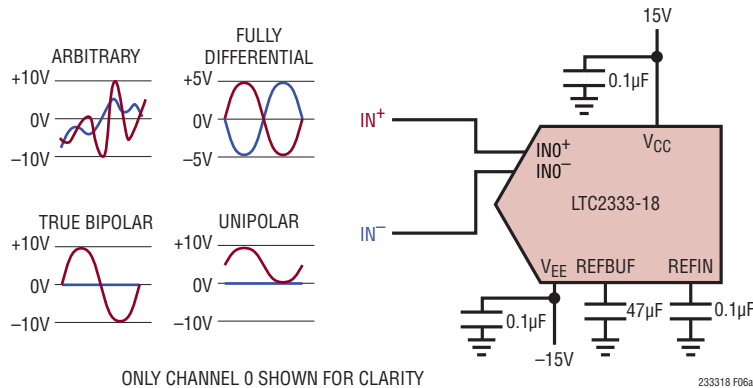 ARBITRARY
+10V
0V
–10V
FULLY
DIFFERENTIAL
+5V
0V
–5V
TRUE BIPOLAR
+10V
0V
–10V
UNIPOLAR
+10V
0V
–10V
15V
0.1µF
IN+
IN–
IN0+
IN0–
VCC
LTC2333-18
VEE
REFBUF
REFIN
0.1µF
47µF
0.1µF
–15V
ONLY CHANNEL 0 SHOWN FOR CLARITY
233318 F06a